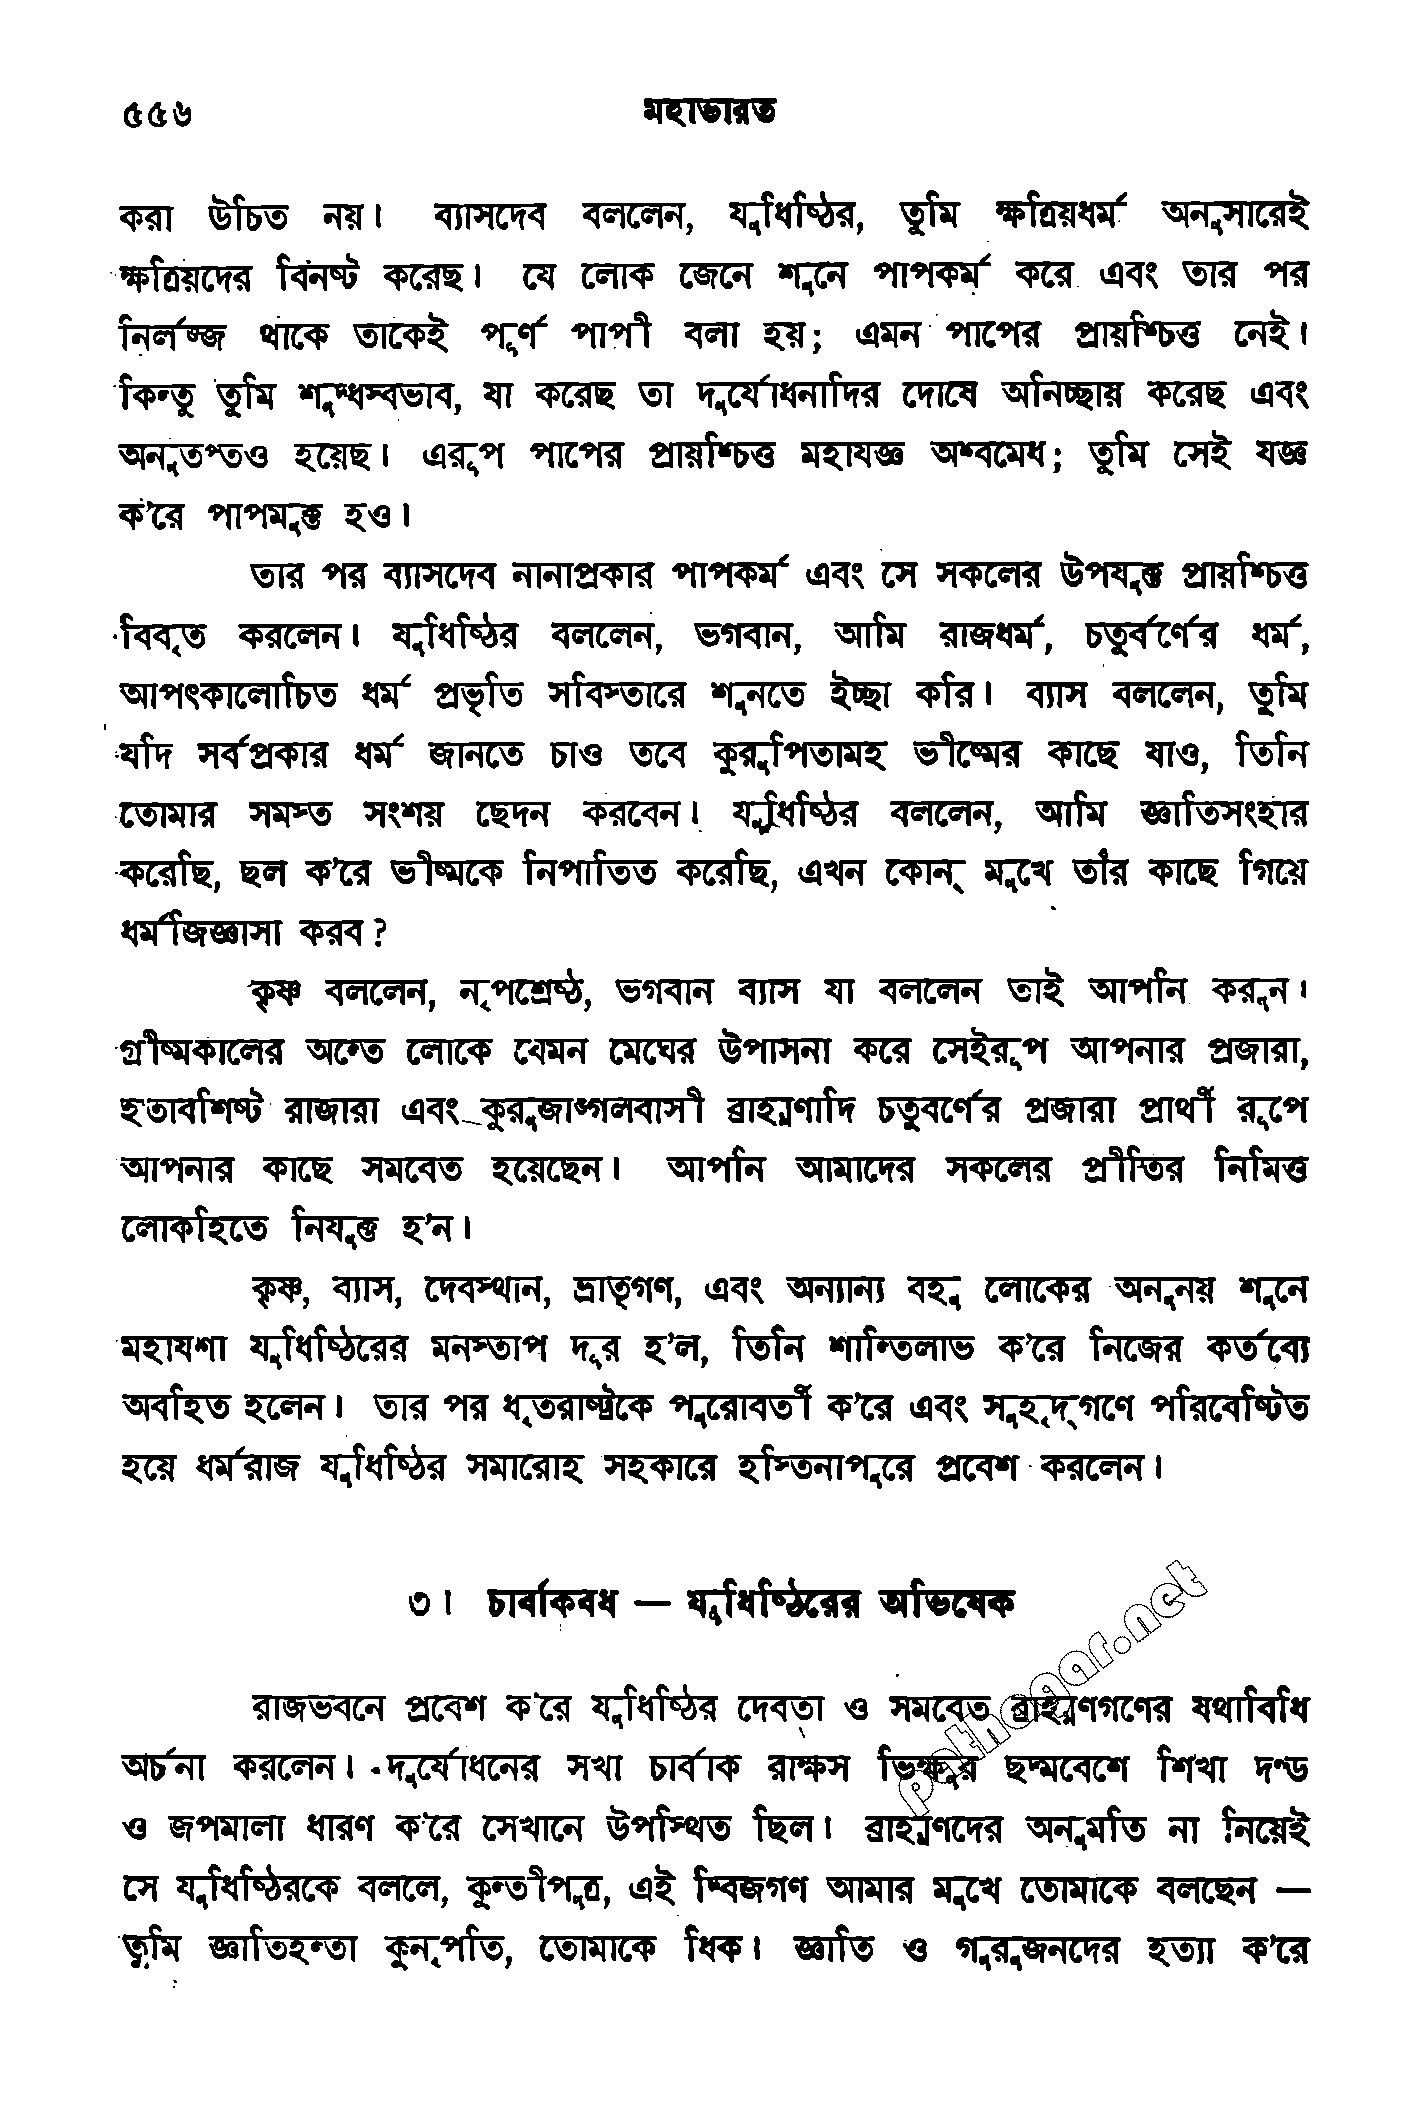 ৫৫৬ মহাভারত
করা উচিত নয়। ব্যাসদেব বললেন, যুধিষ্ঠির, তুমি ক্ষত্রিয়ধর্ম অনুসারেই
ক্ষত্রিয়দের বিনষ্ট করেছ। যে লোক জেনে শুনে পাপকর্ম করে এবং তার পর
নির্লজ্জ থাকে তাকেই পূর্ণ পাপী বলা হয়; এমন পাপের প্রায়শ্চিত্ত নেই।
কিন্তু তুমি শুদ্ধস্বভাব, যা করেছ তা দুর্যোধনাদির দোষে অনিচ্ছায় করেছ এবং
অনুতপ্তও হয়েছ। এরূপ পাপের প্রায়শ্চিত্ত মহাযজ্ঞ অশ্বমেধ; তুমি সেই যজ্ঞ
ক'রে পাপমুক্ত হও।
তার পর ব্যাসদেব নানাপ্রকার পাপকর্ম এবং সে সকলের উপযুক্ত প্রায়শ্চিত্ত
বিবৃত করলেন। যুধিষ্ঠির বললেন, ভগবান, আমি রাজধর্ম, চতুর্বর্ণের ধর্ম,
আপৎকালোচিত ধর্ম প্রভৃতি সবিস্তারে শুনতে ইচ্ছা করি। ব্যাস বললেন, তুমি
যদি সর্বপ্রকার ধর্ম জানতে চাও তবে কুরুপিতামহ ভীষ্মের কাছে যাও, তিনি
তোমার সমস্ত সংশয় ছেদন করবেন। যুধিষ্ঠির বললেন, আমি জ্ঞাতিসংহার
করেছি, ছল ক'রে ভীষ্মকে নিপাতিত করেছি, এখন কোন্ মুখে তাঁর কাছে গিয়ে
ধর্মজিজ্ঞাসা করব?
কৃষ্ণ বললেন, নৃপশ্রেষ্ঠ, ভগবান ব্যাস যা বললেন তাই আপনি করুন।
গ্রীষ্মকালের অন্তে লোকে যেমন মেঘের উপাসনা করে সেইরূপ আপনার প্রজারা,
হতাবশিষ্ট রাজারা এবং কুরুজাঙ্গলবাসী ব্রাহ্মণাদি চতুবর্ণের প্রজারা প্রার্থী রূপে
আপনার কাছে সমবেত হয়েছেন। আপনি আমাদের সকলের প্রীতির নিমিত্ত
লোকহিতে নিযুক্ত হ'ন।
কৃষ্ণ, ব্যাস, দেবস্থান, ভ্রাতৃগণ, এবং অন্যান্য বহু লোকের অনুনয় শুনে
মহাযশা যুধিষ্ঠিরের মনস্তাপ দূর হ'ল, তিনি শান্তিলাভ ক'রে নিজের কর্তব্যে
অবহিত হলেন। তার পর ধৃতরাষ্ট্রকে পুরোবর্তী ক'রে এবং সুহৃদ্‌গণে পরিবেষ্টিত
হয়ে ধর্মরাজ যুধিষ্ঠির সমারোহ সহকারে হস্তিনাপুরে প্রবেশ করলেন।
৩। চার্বাকবধ — যুধিষ্ঠিরের অভিষেক
রাজভবনে প্রবেশ ক'রে যুধিষ্ঠির দেবতা ও সমবেত ব্রাহ্মণগণের যথাবিধি
অর্চনা করলেন। দুর্যোধনের সখা চার্বাক রাক্ষস ভিক্ষুর ছদ্মবেশে শিখা দণ্ড
ও জপমালা ধারণ ক'রে সেখানে উপস্থিত ছিল। ব্রাহ্মণদের অনুমতি না নিয়েই
সে যুধিষ্ঠিরকে বললে, কুন্তীপুত্র, এই দ্বিজগণ আমার মুখে তোমাকে বলছেন —
তুমি জ্ঞাতিহন্তা কুনৃপতি, তোমাকে ধিক। জ্ঞাতি ও গুরুজনদের হত্যা ক'রে
pathagar.net